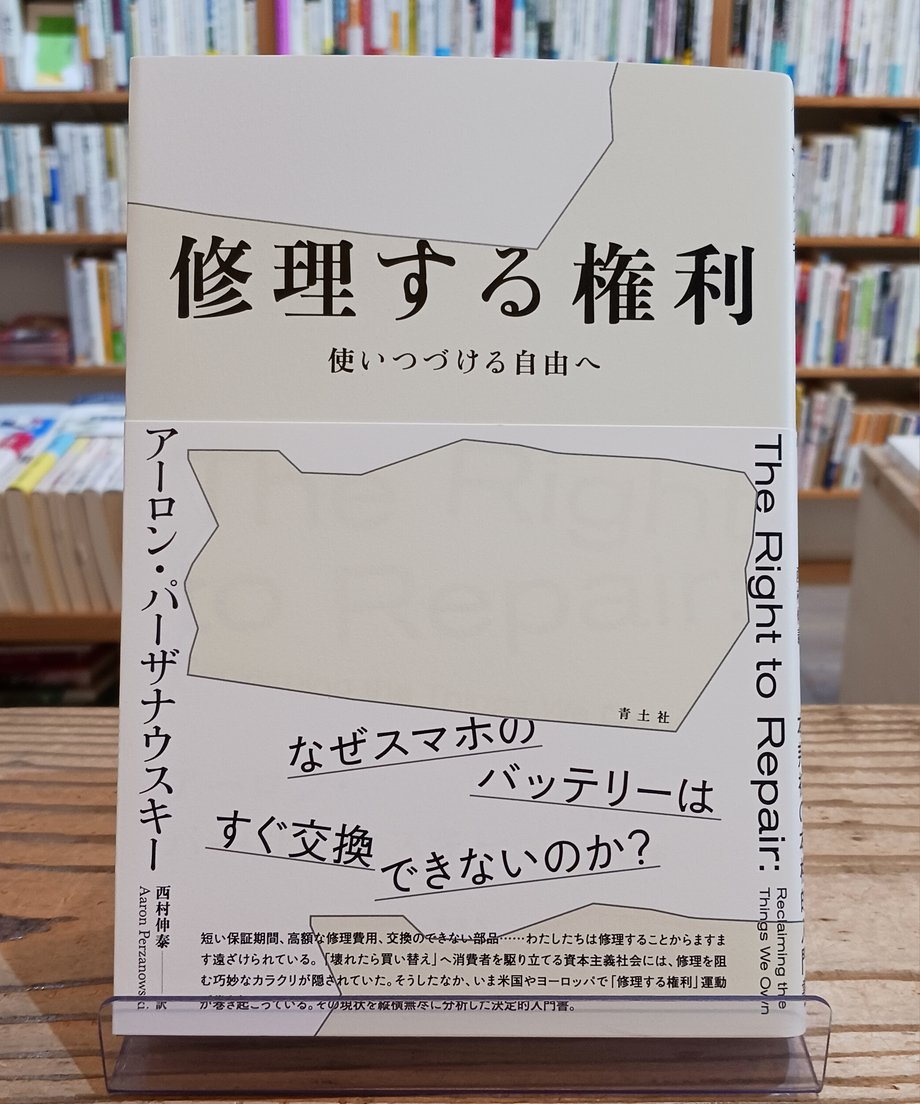 修理する権利
使いつづける自由へ
アーロン・パーザナウスキー
西村伸泰――訳
Aaron Perzanowski
The Right to Repair:
Reclaiming the
Things We Own
The Right
to Repair
青土社
なぜスマホの
バッテリーは
すぐ交換
できないのか?
短い保証期間、高額な修理費用、交換のできない部品……わたしたちは修理することからますま
す遠ざけられている。「壊れたら買い替え」へ消費者を駆り立てる資本主義社会には、修理を阻
む巧妙なカラクリが隠されていた。そうしたなか、いま米国やヨーロッパで「修理する権利」運動
が巻き起こっている。その現状を縦横無尽に分析した決定的入門書。